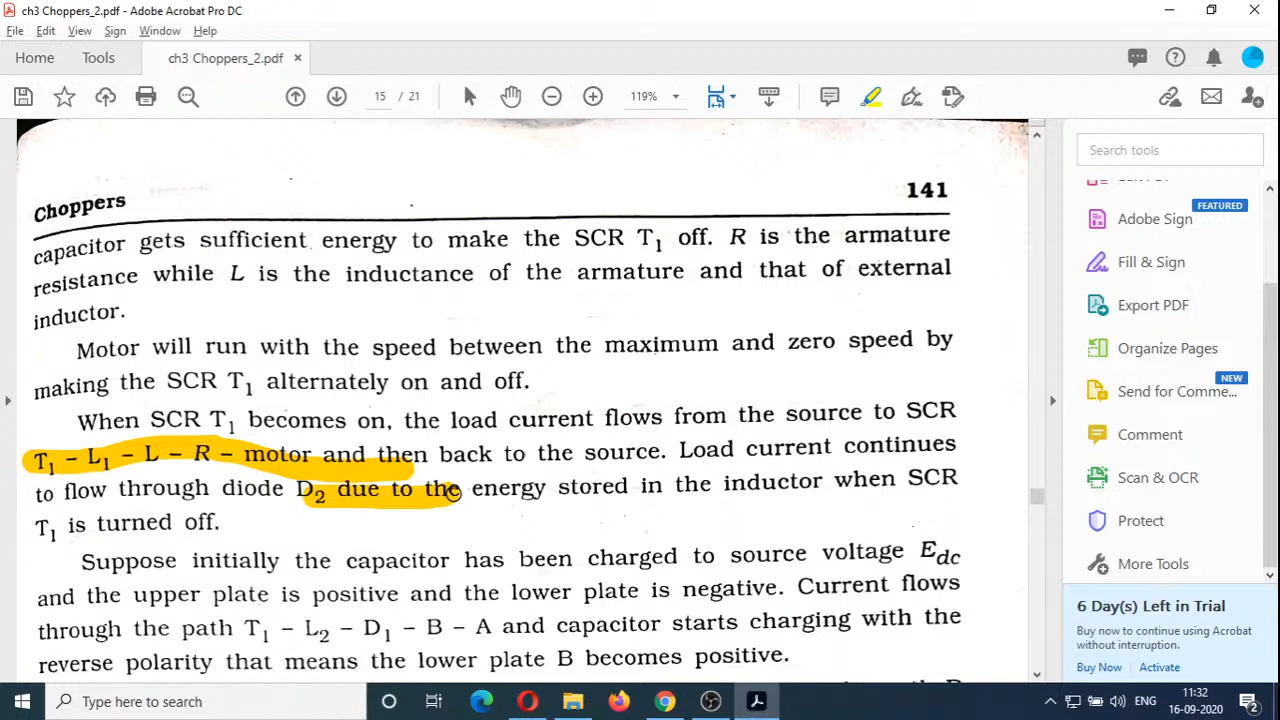 ch3 Choppers_2.pdf - Adobe Acrobat Pro DC
File Edit View Sign Window Help
Home Tools ch3 Choppers_2.pdf ×
15 / 21 119%
Search tools
Choppers 141
capacitor gets sufficient energy to make the SCR T1 off. R is the armature
resistance while L is the inductance of the armature and that of external
inductor.
Motor will run with the speed between the maximum and zero speed by
making the SCR T1 alternately on and off.
When SCR T1 becomes on, the load current flows from the source to SCR
T1 – L1 – L – R – motor and then back to the source. Load current continues
to flow through diode D2 due to the energy stored in the inductor when SCR
T1 is turned off.
Suppose initially the capacitor has been charged to source voltage Edc
and the upper plate is positive and the lower plate is negative. Current flows
through the path T1 – L2 – D1 – B – A and capacitor starts charging with the
reverse polarity that means the lower plate B becomes positive.
FEATURED
Adobe Sign
Fill & Sign
Export PDF
Organize Pages
NEW
Send for Comme...
Comment
Scan & OCR
Protect
More Tools
6 Day(s) Left in Trial
Buy now to continue using Acrobat
without interruption.
Buy Now Activate
Type here to search
ENG
11:32
16-09-2020
2